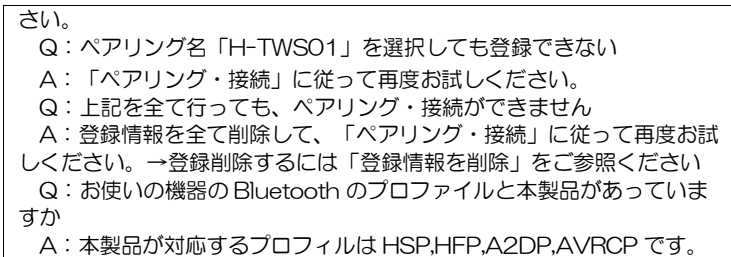 さい。
Q：ペアリング名「H-TWS01」を選択しても登録できない
A：「ペアリング・接続」に従って再度お試しください。
Q：上記を全て行っても、ペアリング・接続ができません
A：登録情報を全て削除して、「ペアリング・接続」に従って再度お試
しください。→登録削除するには「登録情報を削除」をご参照ください
Q：お使いの機器の Bluetooth のプロファイルと本製品があっていま
すか
A：本製品が対応するプロフィルは HSP,HFP,A2DP,AVRCP です。